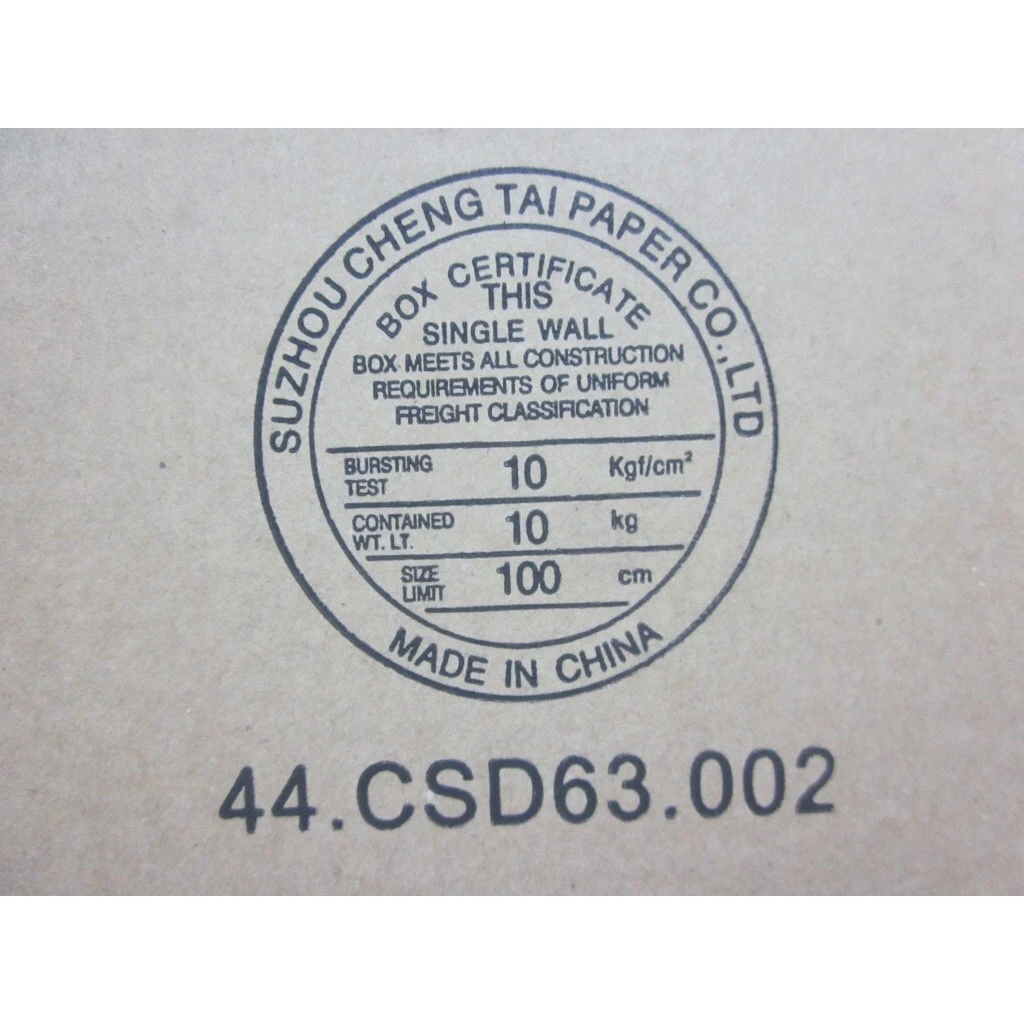 SUZHOU CHENG TAI PAPER CO.,LTD
BOX CERTIFICATE
THIS
SINGLE WALL
BOX MEETS ALL CONSTRUCTION
REQUIREMENTS OF UNIFORM
FREIGHT CLASSIFICATION
BURSTING TEST 10 Kgf/cm²
CONTAINED WT. LT. 10 kg
SIZE LIMIT 100 cm
MADE IN CHINA
44.CSD63.002